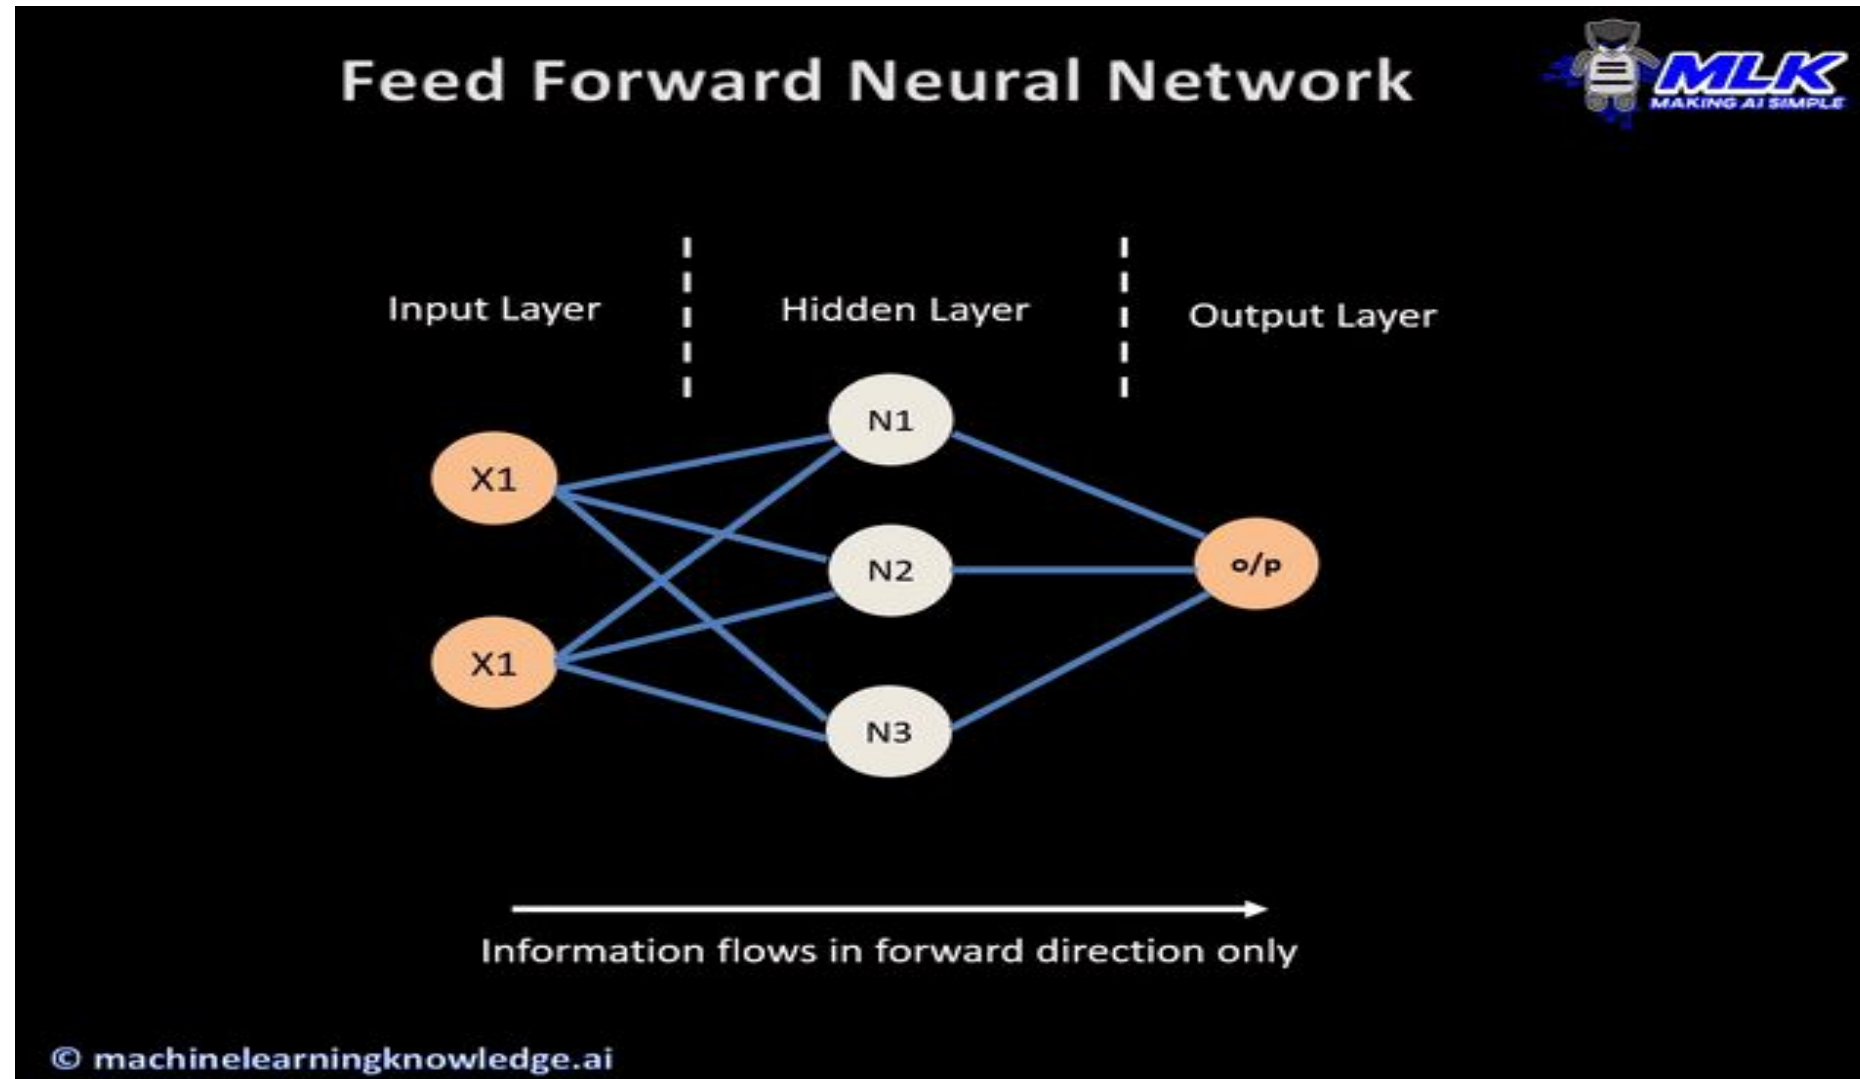 Feed Forward Neural Network
MLK
MAKING AI SIMPLE
Input Layer
Hidden Layer
Output Layer
N1
X1
N2
o/p
X1
N3
Information flows in forward direction only
© machinelearningknowledge.ai